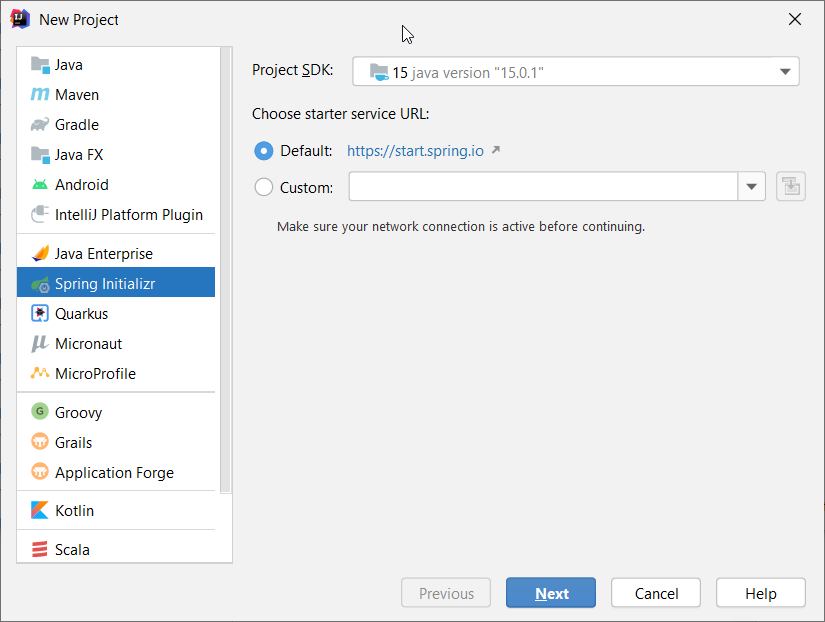 New Project
Java
Maven
Gradle
Java FX
Android
IntelliJ Platform Plugin
Java Enterprise
Spring Initializr
Quarkus
Micronaut
MicroProfile
Groovy
Grails
Application Forge
Kotlin
Scala
Project SDK: 15 java version "15.0.1"
Choose starter service URL:
Default: https://start.spring.io
Custom:
Make sure your network connection is active before continuing.
Previous Next Cancel Help